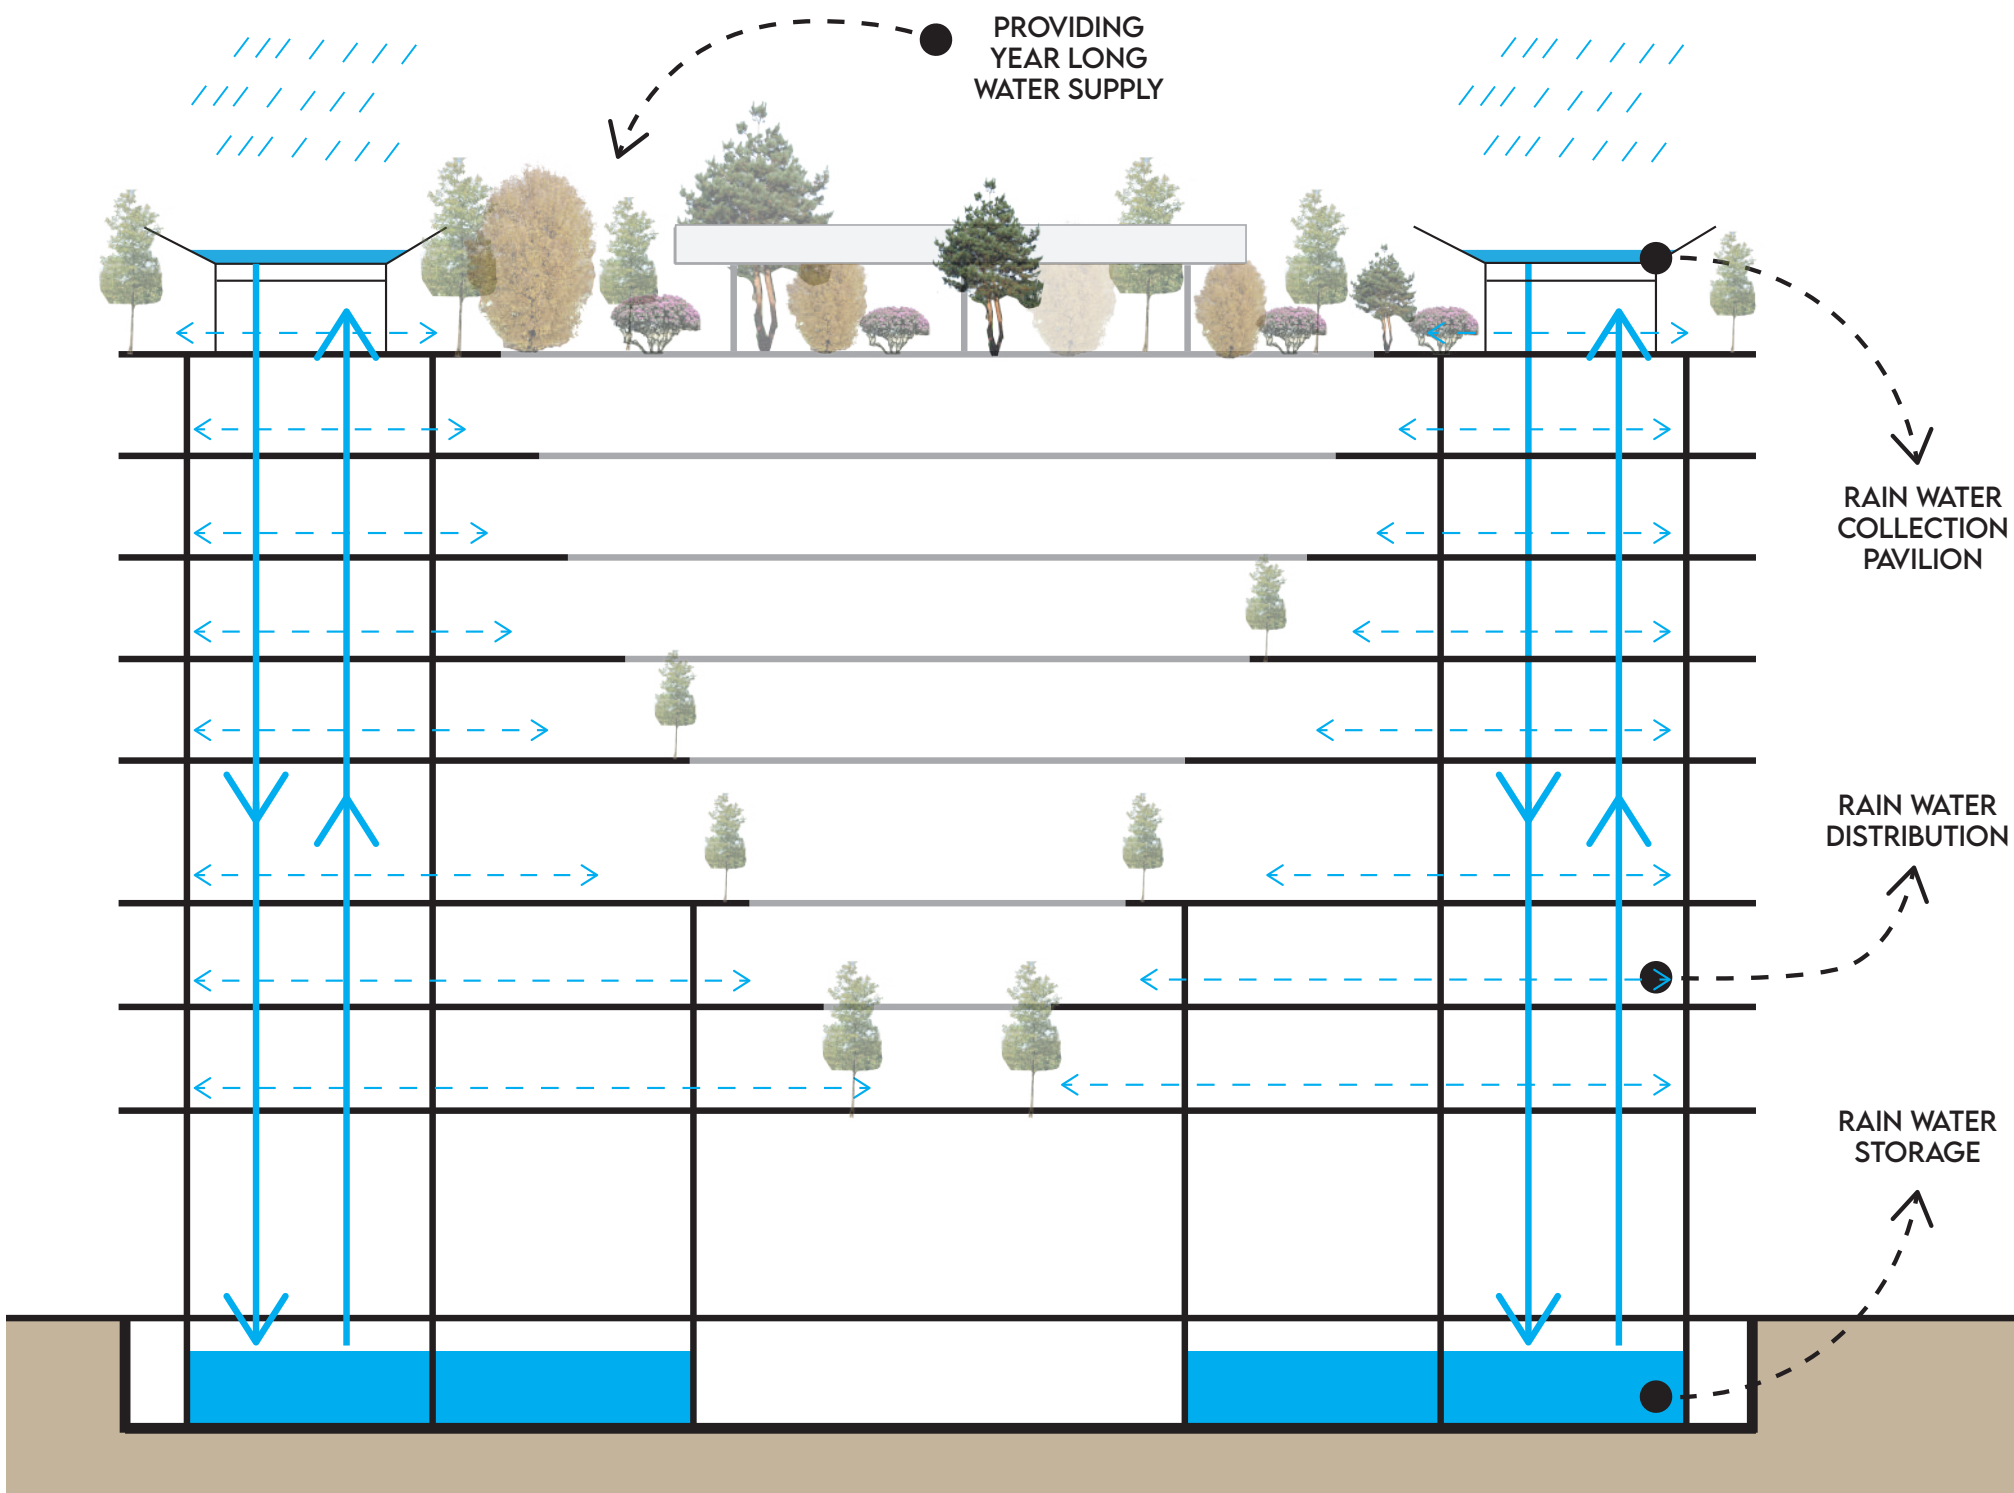 PROVIDING
YEAR LONG
WATER SUPPLY
RAIN WATER
COLLECTION
PAVILION
RAIN WATER
DISTRIBUTION
RAIN WATER
STORAGE